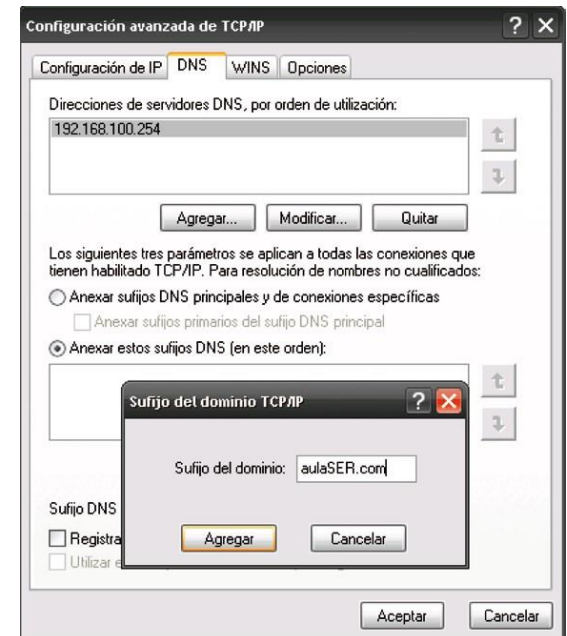 Configuración avanzada de TCP/IP
Configuración de IP DNS WINS Opciones
Direcciones de servidores DNS, por orden de utilización:
192.168.100.254
Agregar... Modificar... Quitar
Los siguientes tres parámetros se aplican a todas las conexiones que
tienen habilitado TCP/IP. Para resolución de nombres no cualificados:
Anexar sufijos DNS principales y de conexiones específicas
Anexar sufijos primarios del sufijo DNS principal
Anexar estos sufijos DNS (en este orden):
Sufijo del dominio TCP/IP
Sufijo del dominio: aulaSER.com
Agregar Cancelar
Sufijo DNS
Registra
Utilizar e
Aceptar Cancelar